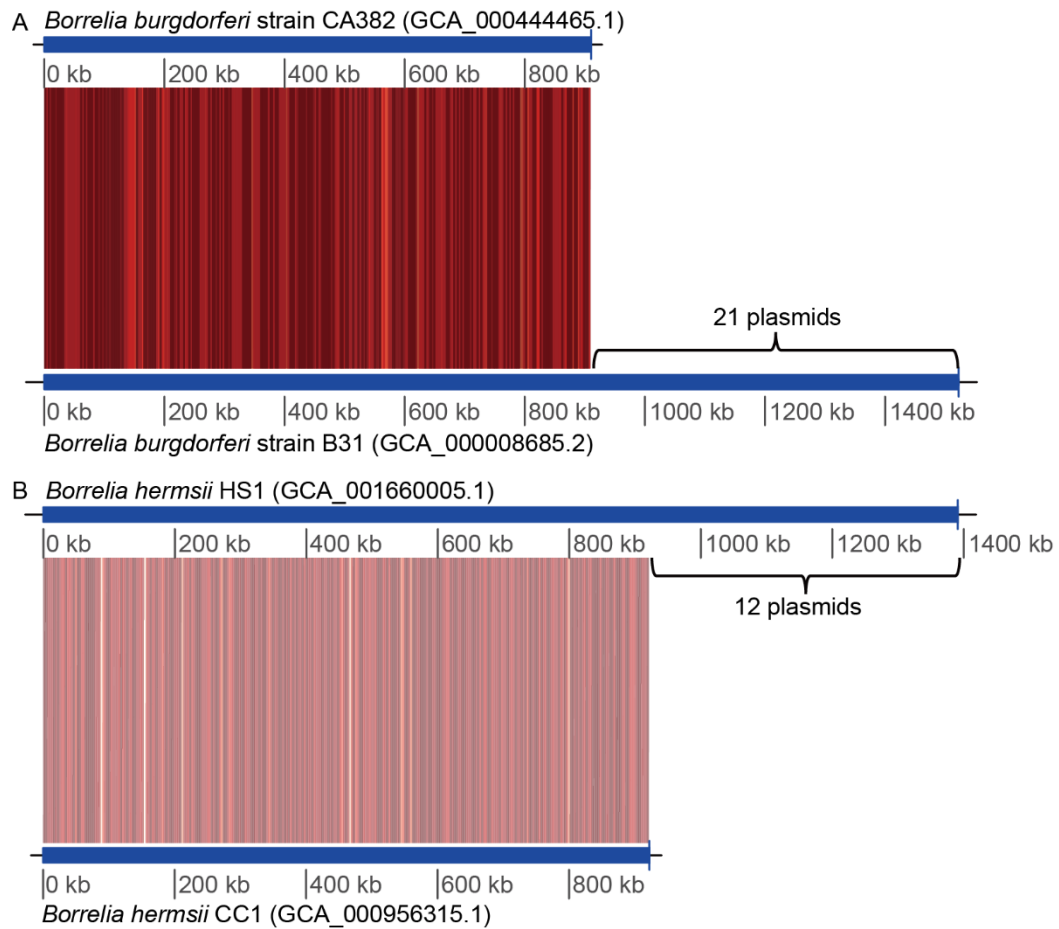 A Borrelia burgdorferi strain CA382 (GCA_000444465.1)
0 kb 200 kb 400 kb 600 kb 800 kb
21 plasmids
0 kb 200 kb 400 kb 600 kb 800 kb 1000 kb 1200 kb 1400 kb
Borrelia burgdorferi strain B31 (GCA_000008685.2)
B Borrelia hermsii HS1 (GCA_001660005.1)
0 kb 200 kb 400 kb 600 kb 800 kb 1000 kb 1200 kb 1400 kb
12 plasmids
0 kb 200 kb 400 kb 600 kb 800 kb
Borrelia hermsii CC1 (GCA_000956315.1)